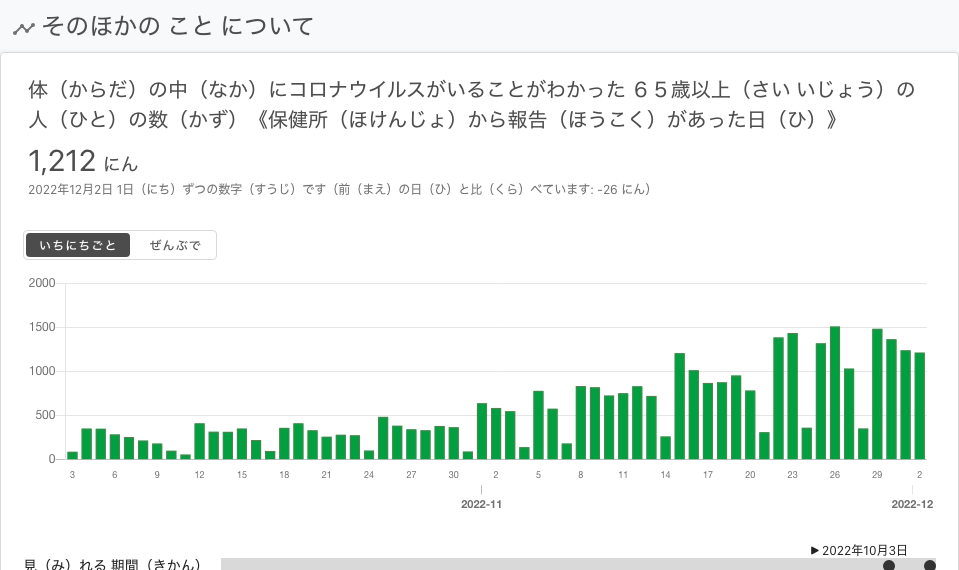 そのほかの こと について
体（からだ）の中（なか）にコロナウイルスがいることがわかった ６５歳以上（さい いじょう）の
人（ひと）の数（かず）《保健所（ほけんじょ）から報告（ほうこく）があった日（ひ）》
1,212 にん
2022年12月2日 1日（にち）ずつの数字（すうじ）です（前（まえ）の日（ひ）と比（くら）べています: -26 にん）
いちにちごと ぜんぶで
2000
1500
1000
500
0
3 6 9 12 15 18 21 24 27 30 2 5 8 11 14 17 20 23 26 29 2
2022-11 2022-12
▶ 2022年10月3日
見（み）れる 期間（きかん）